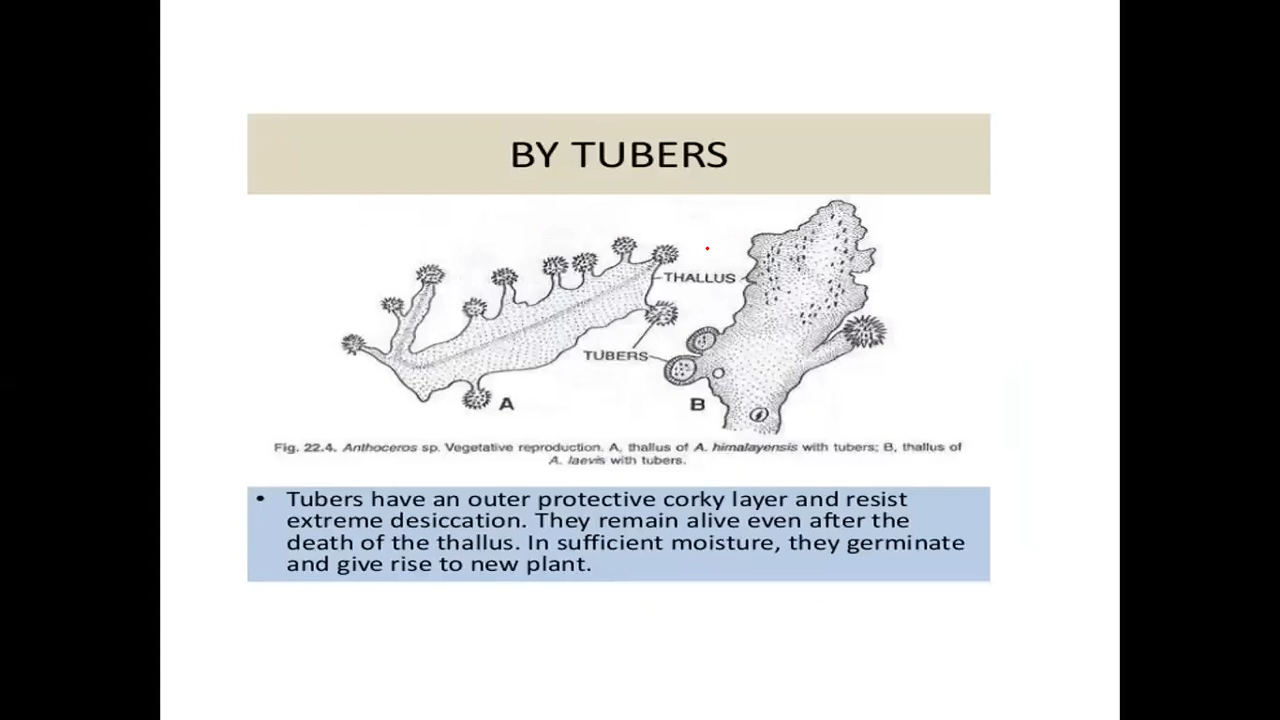 BY TUBERS
THALLUS
TUBERS
A
B
Fig. 22.4. Anthoceros sp. Vegetative reproduction. A, thallus of A. himalayensis with tubers; B, thallus of
A. laevis with tubers.
• Tubers have an outer protective corky layer and resist
extreme desiccation. They remain alive even after the
death of the thallus. In sufficient moisture, they germinate
and give rise to new plant.